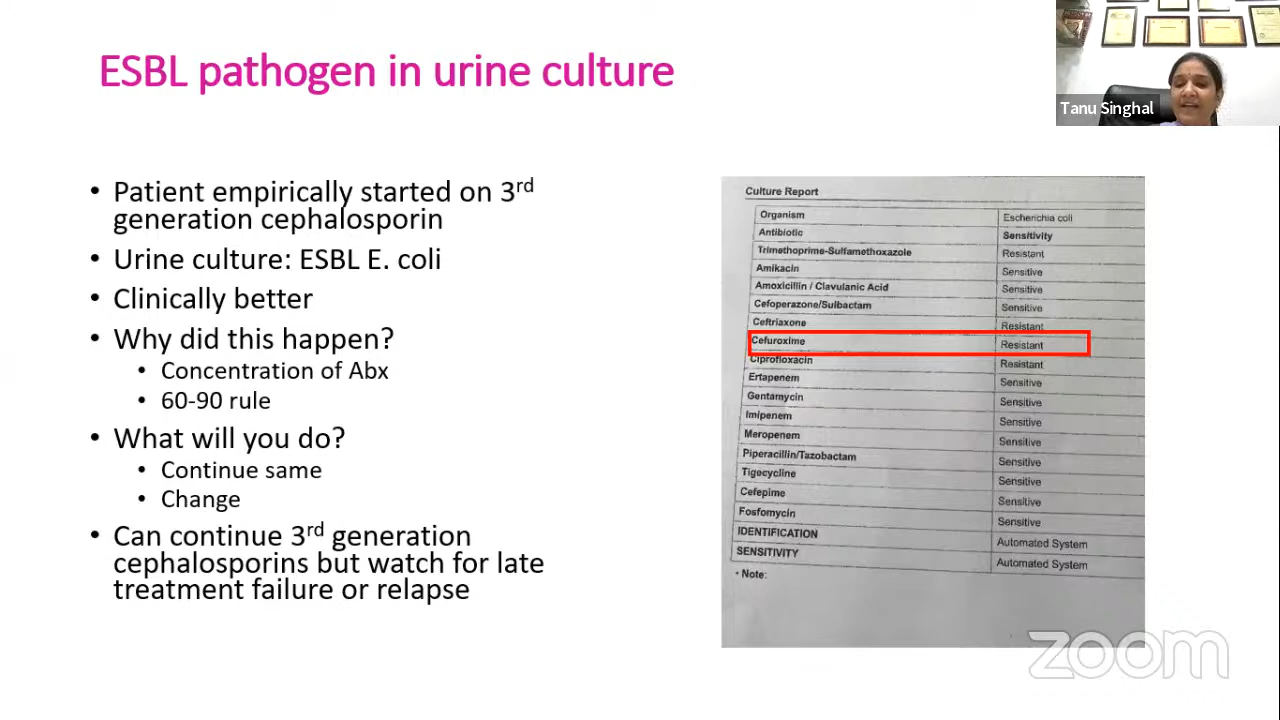 ESBL pathogen in urine culture
Tanu Singhal
• Patient empirically started on 3rd
generation cephalosporin
• Urine culture: ESBL E. coli
• Clinically better
• Why did this happen?
• Concentration of Abx
• 60-90 rule
• What will you do?
• Continue same
• Change
• Can continue 3rd generation
cephalosporins but watch for late
treatment failure or relapse
Culture Report
Organism Escherichia coli
Antibiotic Sensitivity
Trimethoprime-Sulfamethoxazole Resistant
Amikacin Sensitive
Amoxicillin / Clavulanic Acid Sensitive
Cefoperazone/Sulbactam Sensitive
Ceftriaxone Resistant
Cefuroxime Resistant
Ciprofloxacin Resistant
Ertapenem Sensitive
Gentamycin Sensitive
Imipenem Sensitive
Meropenem Sensitive
Piperacillin/Tazobactam Sensitive
Tigecycline Sensitive
Cefepime Sensitive
Fosfomycin Sensitive
IDENTIFICATION Automated System
SENSITIVITY Automated System
- Note:
zoom